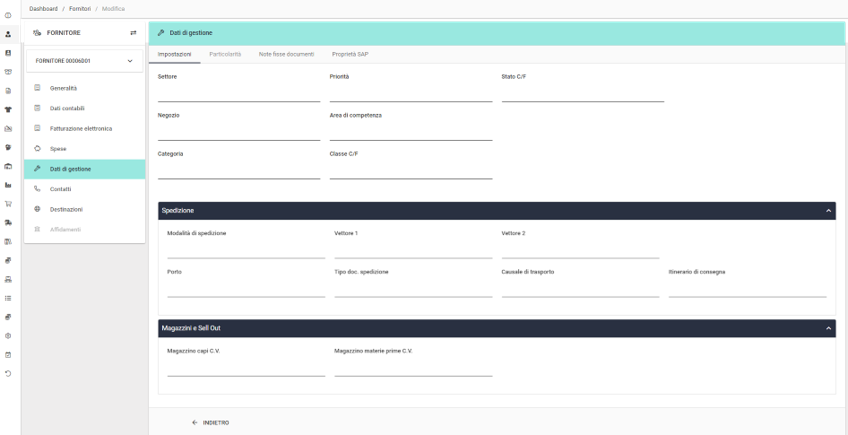 Dashboard / Fornitori / Modifica
FORNITORE
FORNITORE 00006001
Generalità
Dati contabili
Fatturazione elettronica
Spese
Dati di gestione
Contatti
Destinazioni
Affidamenti
Dati di gestione
Impostazioni Particolarità Note fisse documenti Proprietà SAP
Settore Priorità Stato C/F
Negozio Area di competenza
Categoria Classe C/F
Spedizione
Modalità di spedizione Vettore 1 Vettore 2
Porto Tipo doc. spedizione Causale di trasporto Itinerario di consegna
Magazzini e Sell Out
Magazzino capi C.V. Magazzino materie prime C.V.
INDIETRO